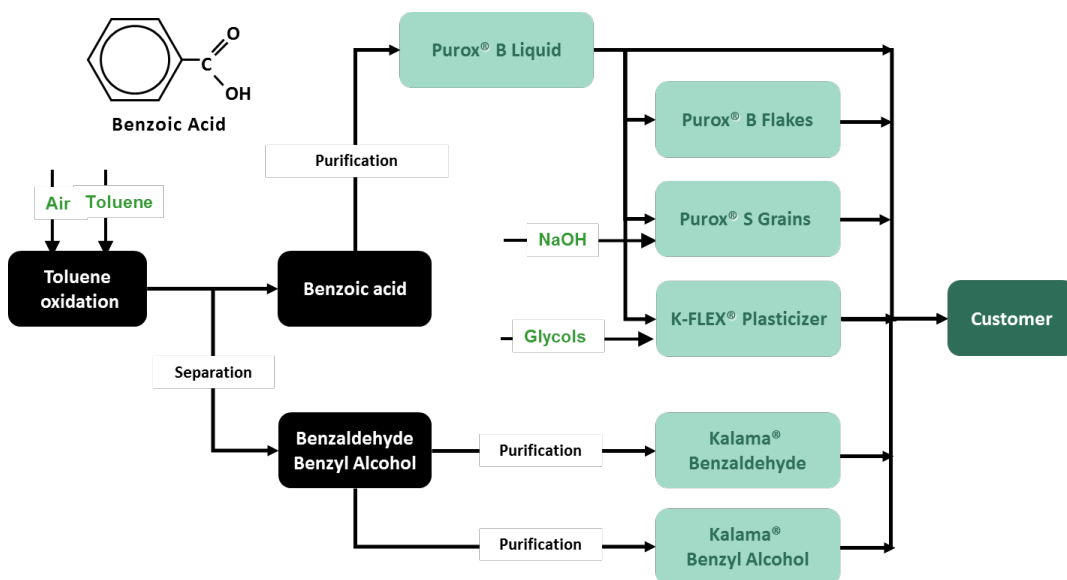 O
C
OH
Benzoic Acid
Purox® B Liquid
Purox® B Flakes
Purification
Air
Toluene
Purox® S Grains
NaOH
Toluene
oxidation
Benzoic acid
K-FLEX® Plasticizer
Customer
Glycols
Separation
Benzaldehyde
Benzyl Alcohol
Purification
Kalama®
Benzaldehyde
Purification
Kalama®
Benzyl Alcohol